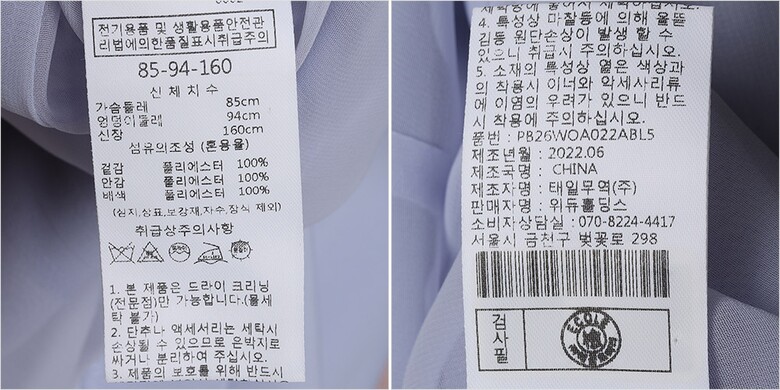 전기용품 및 생활용품안전관
리법에의한품질표시취급주의
85-94-160
신 체 치 수
가슴둘레 85cm
엉덩이둘레 94cm
신장 160cm
섬유의조성 (혼용율)
겉감 폴리에스터 100%
안감 폴리에스터 100%
배색 폴리에스터 100%
(심지,상표,보강재,자수,장식 제외)
취급상주의사항
1. 본 제품은 드라이 크리닝
(전문점)만 가능합니다.(물세
탁 불가)
2. 단추나 액세서리는 세탁시
손상될 수 있으므로 은박지로
싸거나 분리하여 주십시오.
3. 제품의 보호를 위해 반드시
4. 특성상 마찰등에 의해 올뜯
김등 원단손상이 발생 할 수
있으니 취급시 주의하십시오.
5. 소재의 특성상 옅은 색상과
의 착용시 이너와 악세사리류
에 이염의 우려가 있으니 반드
시 착용에 주의하십시오.
품번 : PB26WOA022ABL5
제조년월 : 2022.06
제조국명 : CHINA
제조자명 : 태일무역(주)
판매자명 : 위듀홀딩스
소비자상담실 : 070-8224-4417
서울시 금천구 벚꽃로 298
검사필
ECOLE